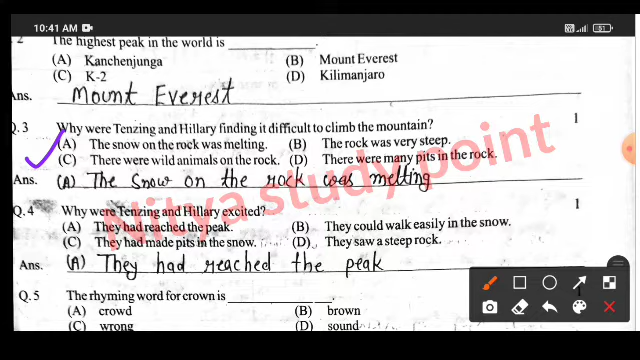 10:41 AM
51
2 The highest peak in the world is ____________.
(A) Kanchenjunga (B) Mount Everest
(C) K-2 (D) Kilimanjaro
Ans. Mount Everest
Q.3 Why were Tenzing and Hillary finding it difficult to climb the mountain? 1
(A) The snow on the rock was melting. (B) The rock was very steep.
(C) There were wild animals on the rock. (D) There were many pits in the rock.
Ans. (A) The snow on the rock was melting
Nitya study point
Q.4 Why were Tenzing and Hillary excited? 1
(A) They had reached the peak. (B) They could walk easily in the snow.
(C) They had made pits in the snow. (D) They saw a steep rock.
Ans. (A) They had reached the peak
Q.5 The rhyming word for crown is ____________.
(A) crowd (B) brown
(C) wrong (D) sound